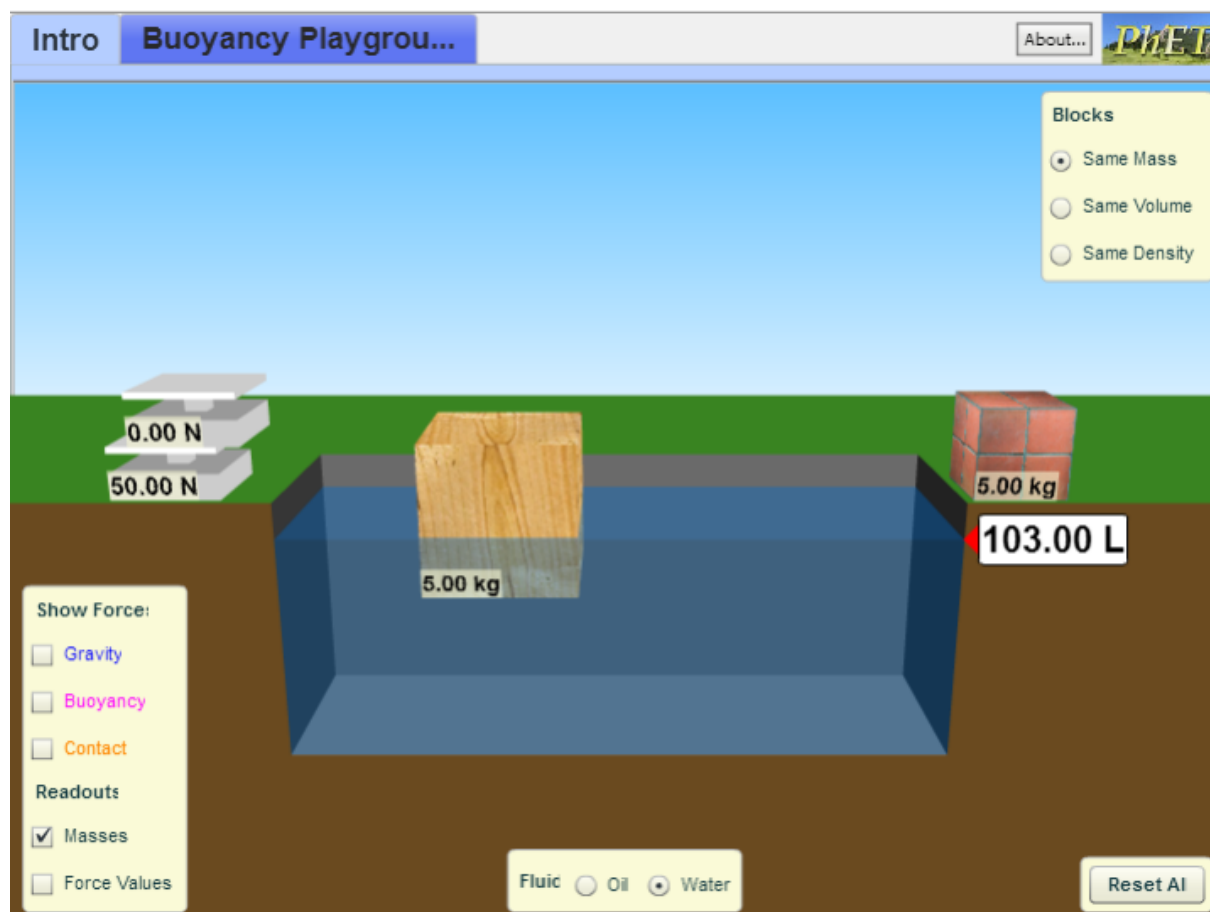 Intro
Buoyancy Playgrou...
About...
PhET
Blocks
Same Mass
Same Volume
Same Density
0.00 N
50.00 N
5.00 kg
5.00 kg
103.00 L
Show Force:
Gravity
Buoyancy
Contact
Readouts
Masses
Force Values
Fluid
Oil
Water
Reset Al